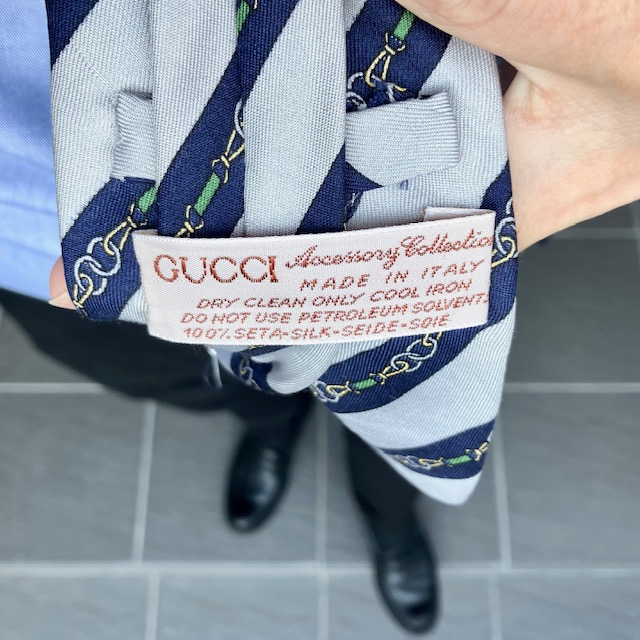 GUCCI Accessory Collection
MADE IN ITALY
DRY CLEAN ONLY COOL IRON
DO NOT USE PETROLEUM SOLVENTS
100% SETA-SILK-SEIDE-SOIE